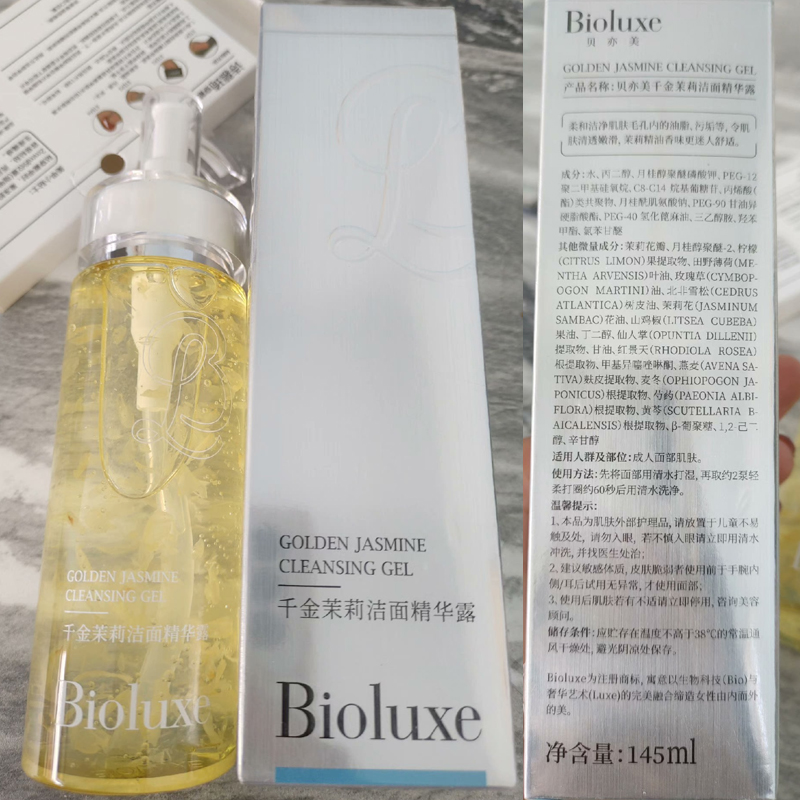 GOLDEN JASMINE
CLEANSING GEL
千金茉莉洁面精华露
Bioluxe
GOLDEN JASMINE
CLEANSING GEL
千金茉莉洁面精华露
Bioluxe
Bioluxe
贝亦美
GOLDEN JASMINE CLEANSING GEL
产品名称:贝亦美千金茉莉洁面精华露
柔和洁净肌肤毛孔内的油脂、污垢等,令肌
肤清透嫩滑,茉莉精油香味更迷人舒适。
成分:水、丙二醇、月桂醇聚醚磷酸钾、PEG-12
聚二甲基硅氧烷、C8-C14 烷基葡糖苷、丙烯酸(
酯)类共聚物、月桂酰肌氨酸钠、PEG-90 甘油异
硬脂酸酯、PEG-40 氢化蓖麻油、三乙醇胺、羟苯
甲酯、氯苯甘醚
其他微量成分:茉莉花瓣、月桂醇聚醚-2、柠檬
(CITRUS LIMON)果提取物、田野薄荷(ME-
NTHA ARVENSIS)叶油、玫瑰草(CYMBOP-
OGON MARTINI)油、北非雪松(CEDRUS
ATLANTICA)树皮油、茉莉花(JASMINUM
SAMBAC)花油、山鸡椒(LITSEA CUBEBA)
果油、丁二醇、仙人掌(OPUNTIA DILLENII)
提取物、甘油、红景天(RHODIOLA ROSEA)
根提取物、甲基异噻唑啉酮、燕麦(AVENA SA-
TIVA)麸皮提取物、麦冬(OPHIOPOGON JA-
PONICUS)根提取物、芍药(PAEONIA ALBI-
FLORA)根提取物、黄芩(SCUTELLARIA B-
AICALENSIS)根提取物、β-葡聚糖、1,2-己二
醇、辛甘醇
适用人群及部位:成人面部肌肤。
使用方法:先将面部用清水打湿,再取约2泵轻
柔打圈约60秒后用清水洗净。
温馨提示:
1、本品为肌肤外部护理品,请放置于儿童不易
触及处,请勿入眼,若不慎入眼请立即用清水
冲洗,并找医生处治;
2、建议敏感体质,皮肤脆弱者使用前于手腕内
侧/耳后试用无异常,才使用面部;
3、使用后肌肤若有不适请立即停用,咨询美容
顾问。
储存条件:应贮存在温度不高于38℃的常温通
风干燥处,避光阴凉处保存。
Bioluxe为注册商标,寓意以生物科技(Bio)与
奢华艺术(Luxe)的完美融合缔造女性由内而外
的美。
净含量:145ml